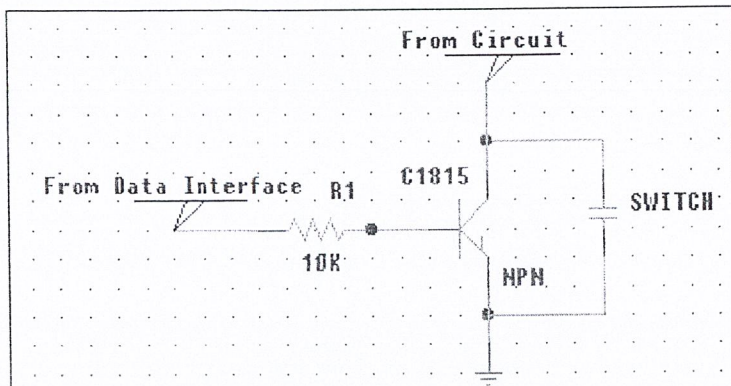 From Circuit
C1815
From Data Interface
R1
SWITCH
10K
NPN